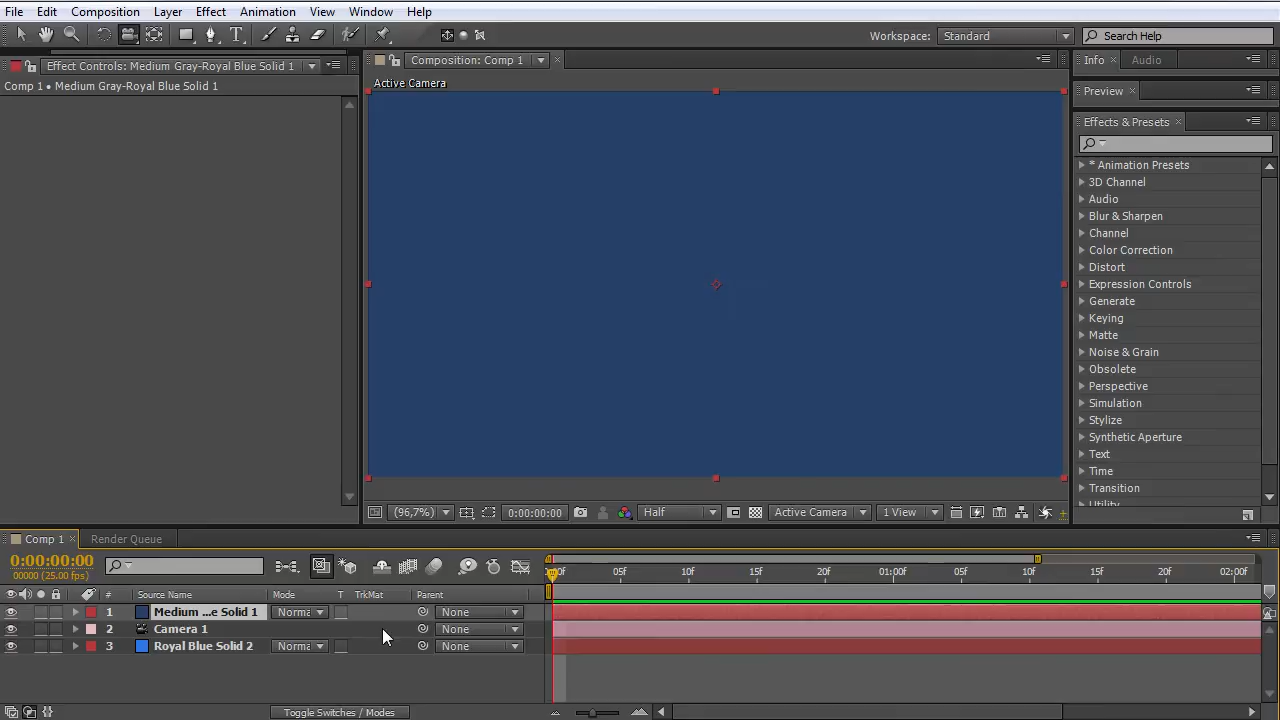 File Edit Composition Layer Effect Animation View Window Help
Workspace: Standard Search Help
Effect Controls: Medium Gray-Royal Blue Solid 1
Composition: Comp 1
Info Audio
Comp 1 • Medium Gray-Royal Blue Solid 1
Active Camera
Preview
Effects & Presets
* Animation Presets
3D Channel
Audio
Blur & Sharpen
Channel
Color Correction
Distort
Expression Controls
Generate
Keying
Matte
Noise & Grain
Obsolete
Perspective
Simulation
Stylize
Synthetic Aperture
Text
Time
Transition
Utility
(96,7%) 0:00:00:00 Half Active Camera 1 View
Comp 1 Render Queue
0:00:00:00
00000 (25.00 fps)
:00f 05f 10f 15f 20f 01:00f 05f 10f 15f 20f 02:00f
# Source Name Mode T TrkMat Parent
1 Medium ...e Solid 1 Norma None
2 Camera 1 None
3 Royal Blue Solid 2 Norma None
Toggle Switches / Modes